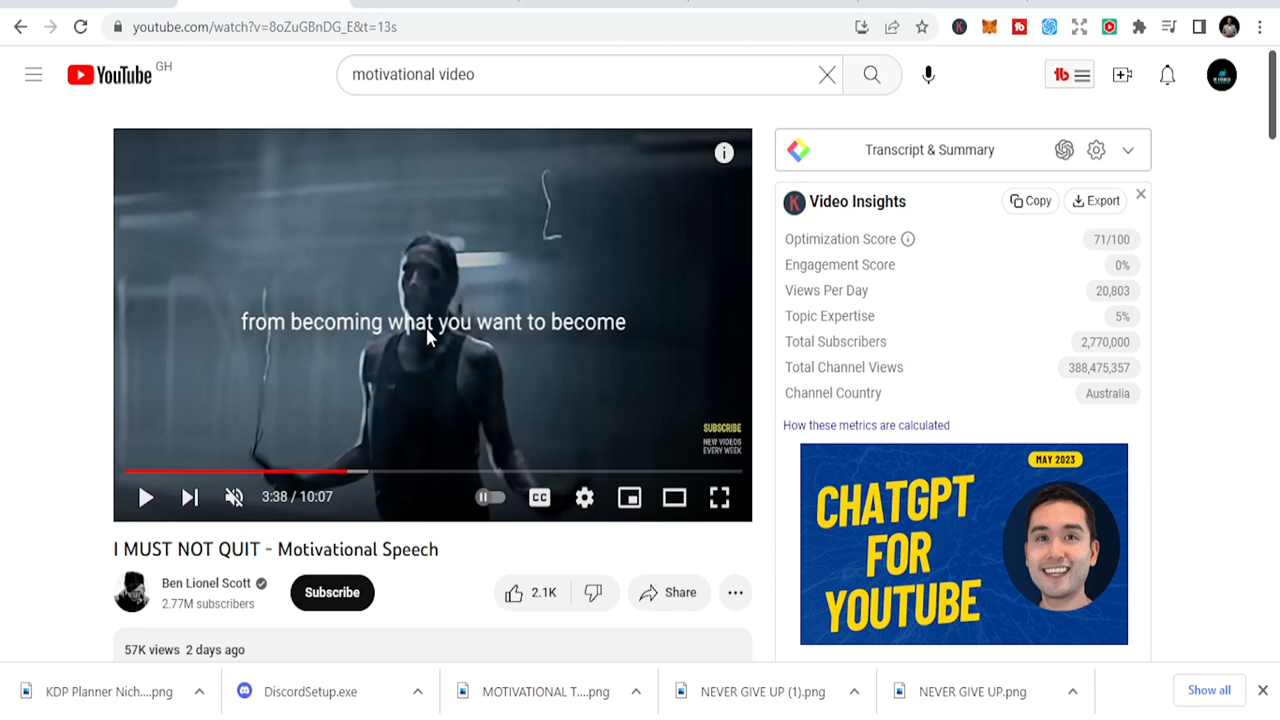 youtube.com/watch?v=8oZuGBnDG_E&t=13s
YouTube GH
motivational video
Transcript & Summary
Video Insights
Copy
Export
Optimization Score
71/100
Engagement Score
0%
Views Per Day
20,803
Topic Expertise
5%
Total Subscribers
2,770,000
Total Channel Views
388,475,357
Channel Country
Australia
How these metrics are calculated
from becoming what you want to become
SUBSCRIBE
NEW VIDEOS
EVERY WEEK
3:38 / 10:07
CC
MAY 2023
CHATGPT
FOR
YOUTUBE
I MUST NOT QUIT - Motivational Speech
Ben Lionel Scott
2.77M subscribers
Subscribe
2.1K
Share
57K views 2 days ago
KDP Planner Nich....png
DiscordSetup.exe
MOTIVATIONAL T....png
NEVER GIVE UP (1).png
NEVER GIVE UP.png
Show all